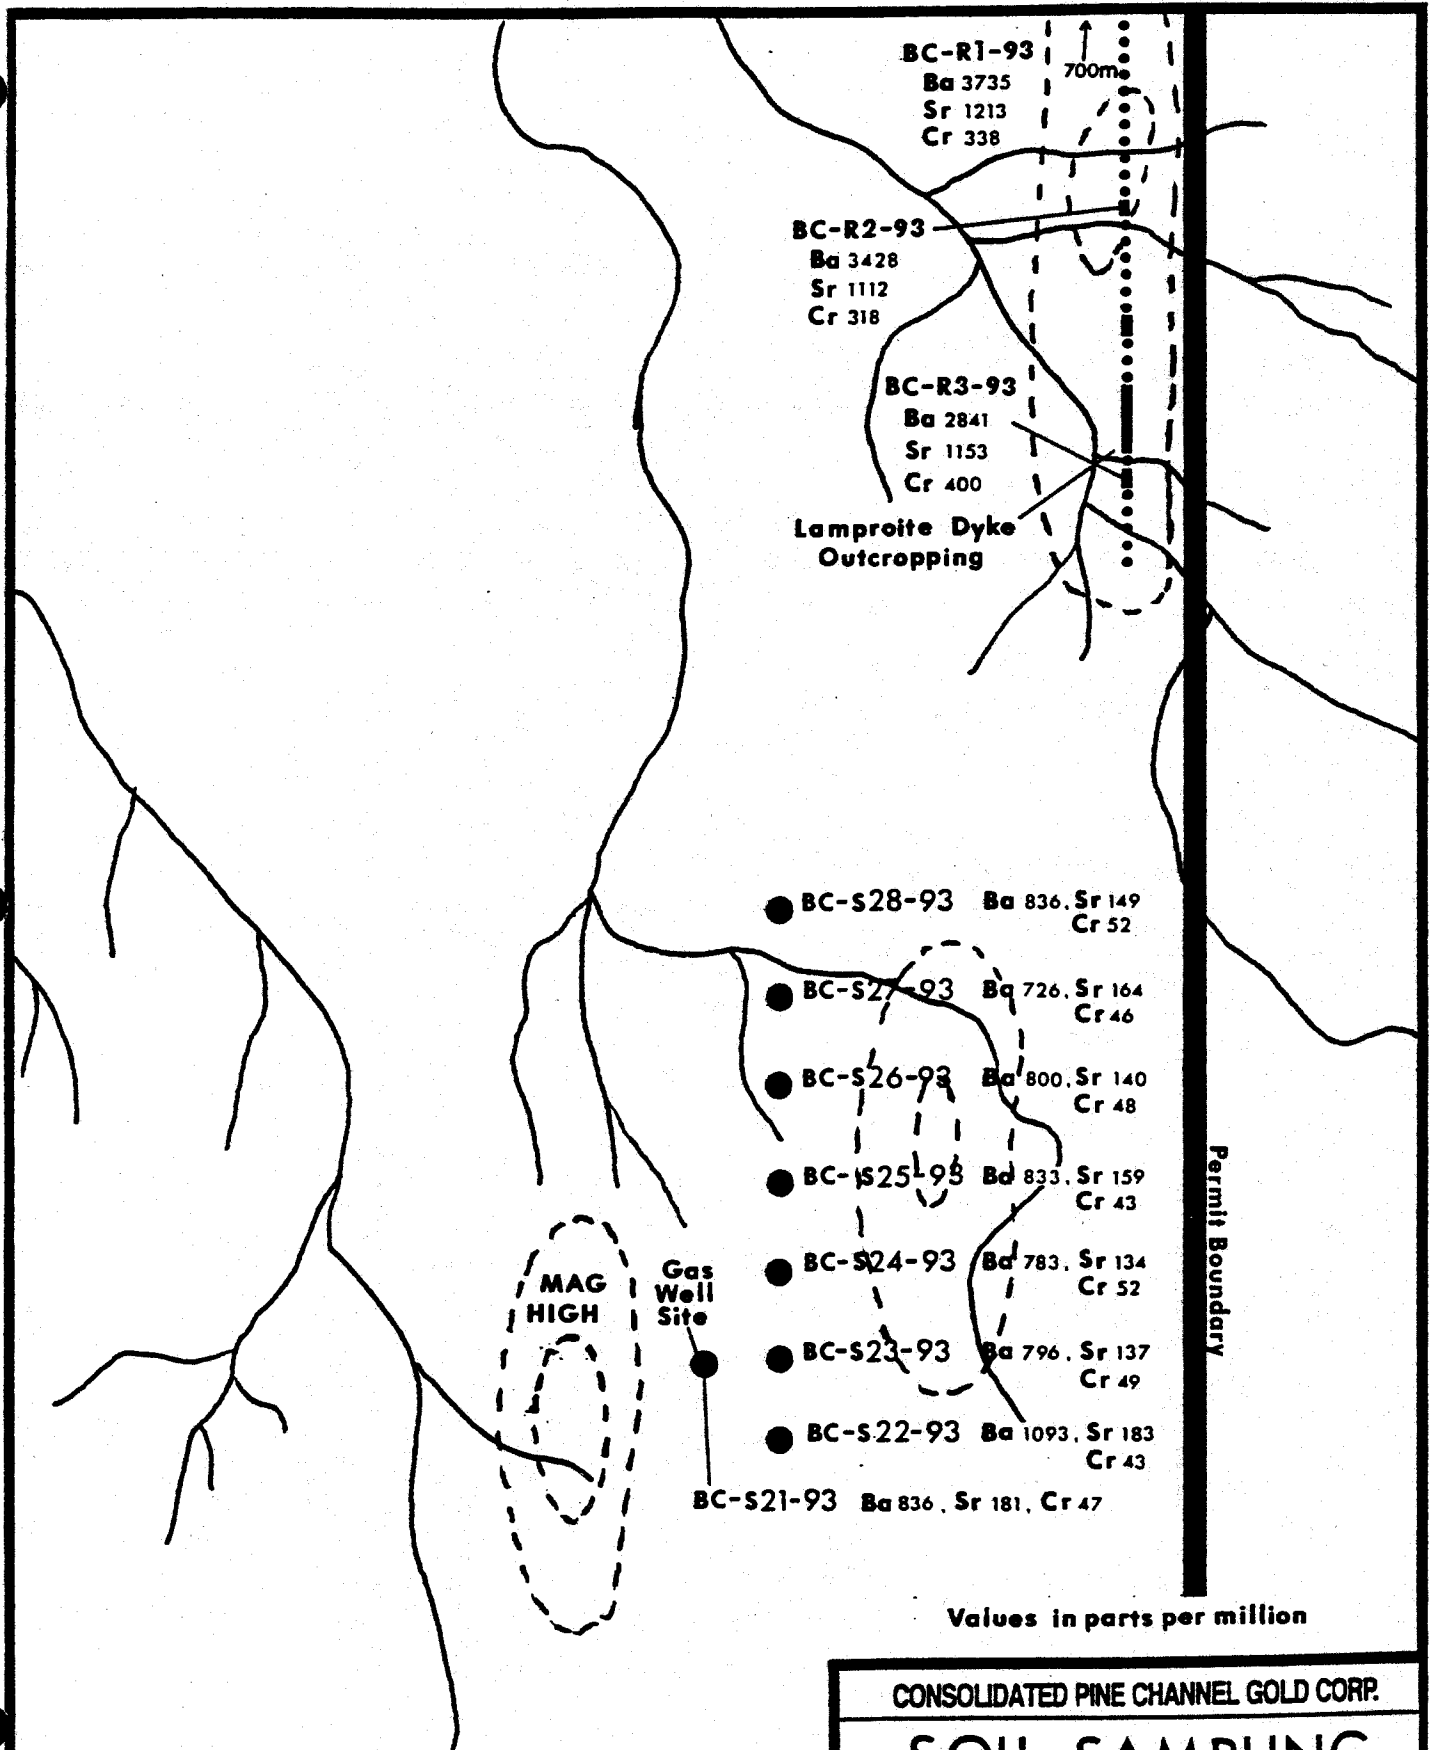 BC-R1-93
700m
Ba 3735
Sr 1213
Cr 338
BC-R2-93
Ba 3428
Sr 1112
Cr 318
BC-R3-93
Ba 2841
Sr 1153
Cr 400
Lamproite Dyke
Outcropping
BC-S28-93 Ba 836, Sr 149
Cr 52
BC-S27-93 Ba 726, Sr 164
Cr 46
BC-S26-93 Ba 800, Sr 140
Cr 48
BC-S25-93 Ba 833, Sr 159
Cr 43
BC-S24-93 Ba 783, Sr 134
Cr 52
BC-S23-93 Ba 796, Sr 137
Cr 49
BC-S22-93 Ba 1093, Sr 183
Cr 43
BC-S21-93 Ba 836, Sr 181, Cr 47
MAG
HIGH
Gas
Well
Site
Permit Boundary
Values in parts per million
CONSOLIDATED PINE CHANNEL GOLD CORP.
SOIL SAMPLING